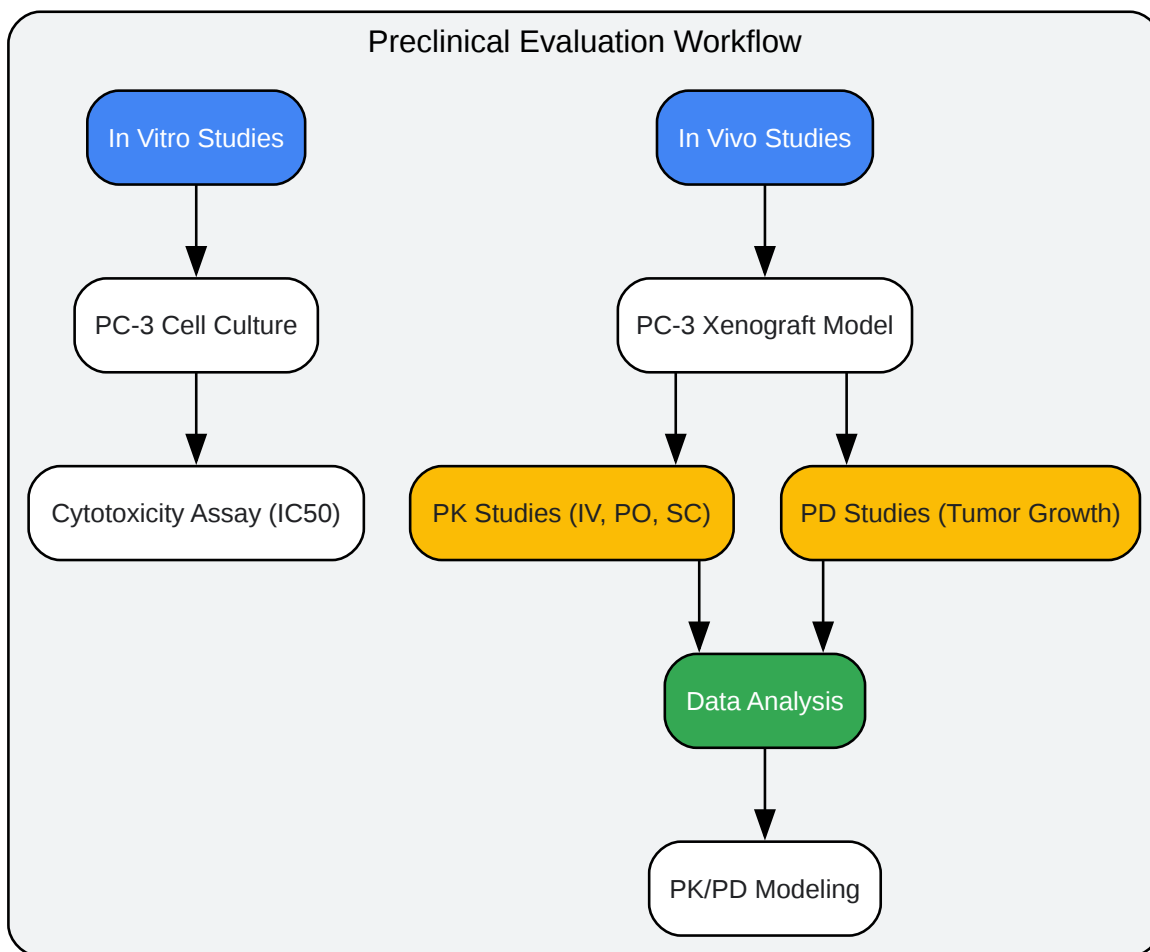 Preclinical Evaluation Workflow
In Vitro Studies
In Vivo Studies
PC-3 Cell Culture
PC-3 Xenograft Model
Cytotoxicity Assay (IC50)
PK Studies (IV, PO, SC)
PD Studies (Tumor Growth)
Data Analysis
PK/PD Modeling